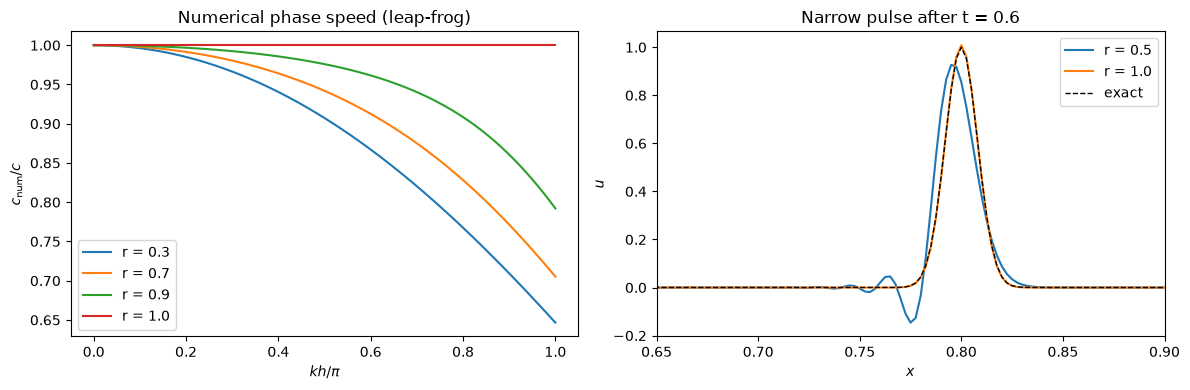 Numerical phase speed (leap-frog)
1.00
0.95
0.90
0.85
0.80
0.75
0.70
0.65
c_num/c
r = 0.3
r = 0.7
r = 0.9
r = 1.0
0.0 0.2 0.4 0.6 0.8 1.0
kh/π
Narrow pulse after t = 0.6
1.0
0.8
0.6
0.4
0.2
0.0
−0.2
u
r = 0.5
r = 1.0
exact
0.65 0.70 0.75 0.80 0.85 0.90
x